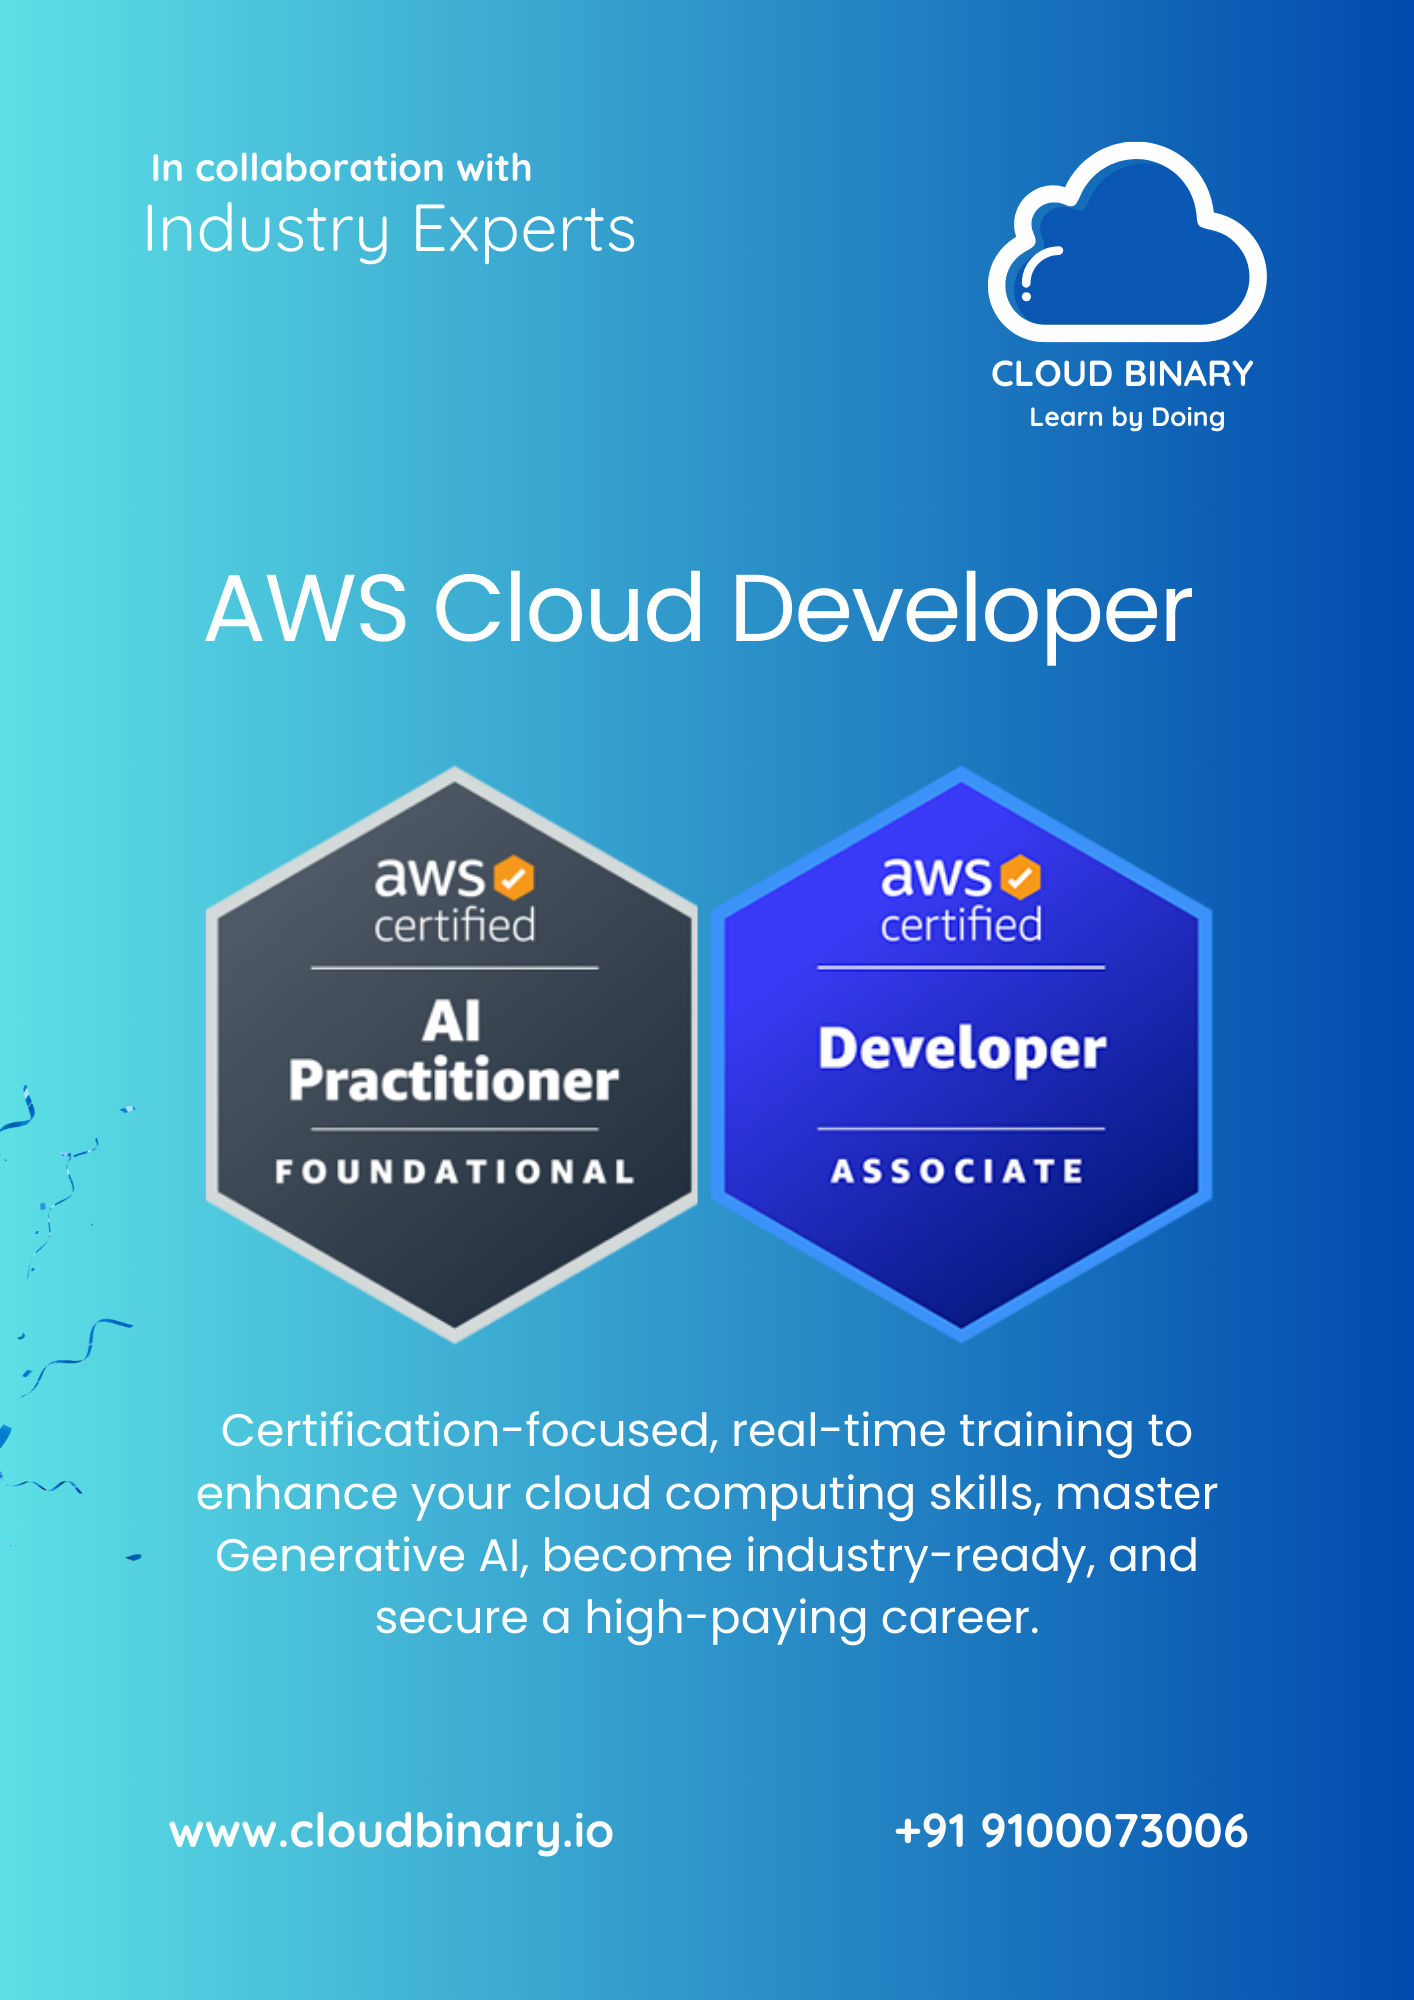 In collaboration with
Industry Experts
CLOUD BINARY
Learn by Doing
AWS Cloud Developer
aws
certified
AI
Practitioner
FOUNDATIONAL
aws
certified
Developer
ASSOCIATE
Certification-focused, real-time training to
enhance your cloud computing skills, master
Generative AI, become industry-ready, and
secure a high-paying career.
www.cloudbinary.io
+91 9100073006